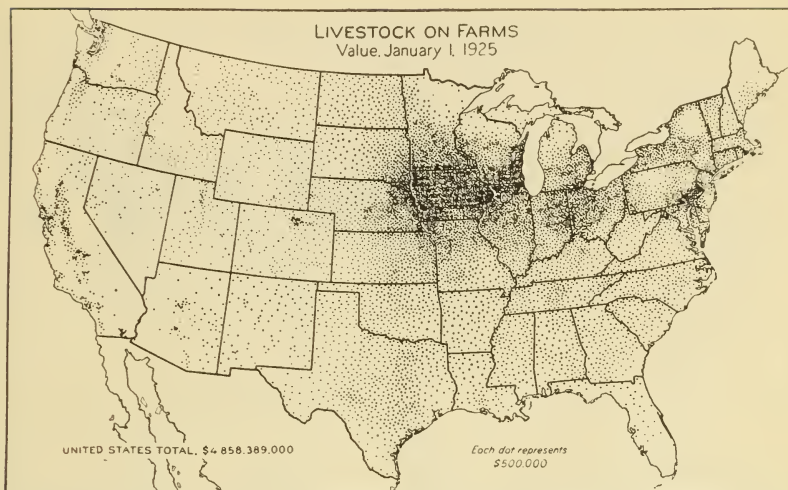 LIVESTOCK ON FARMS
Value, January 1, 1925
UNITED STATES TOTAL, $4 858.389,000
Each dot represents
$500,000